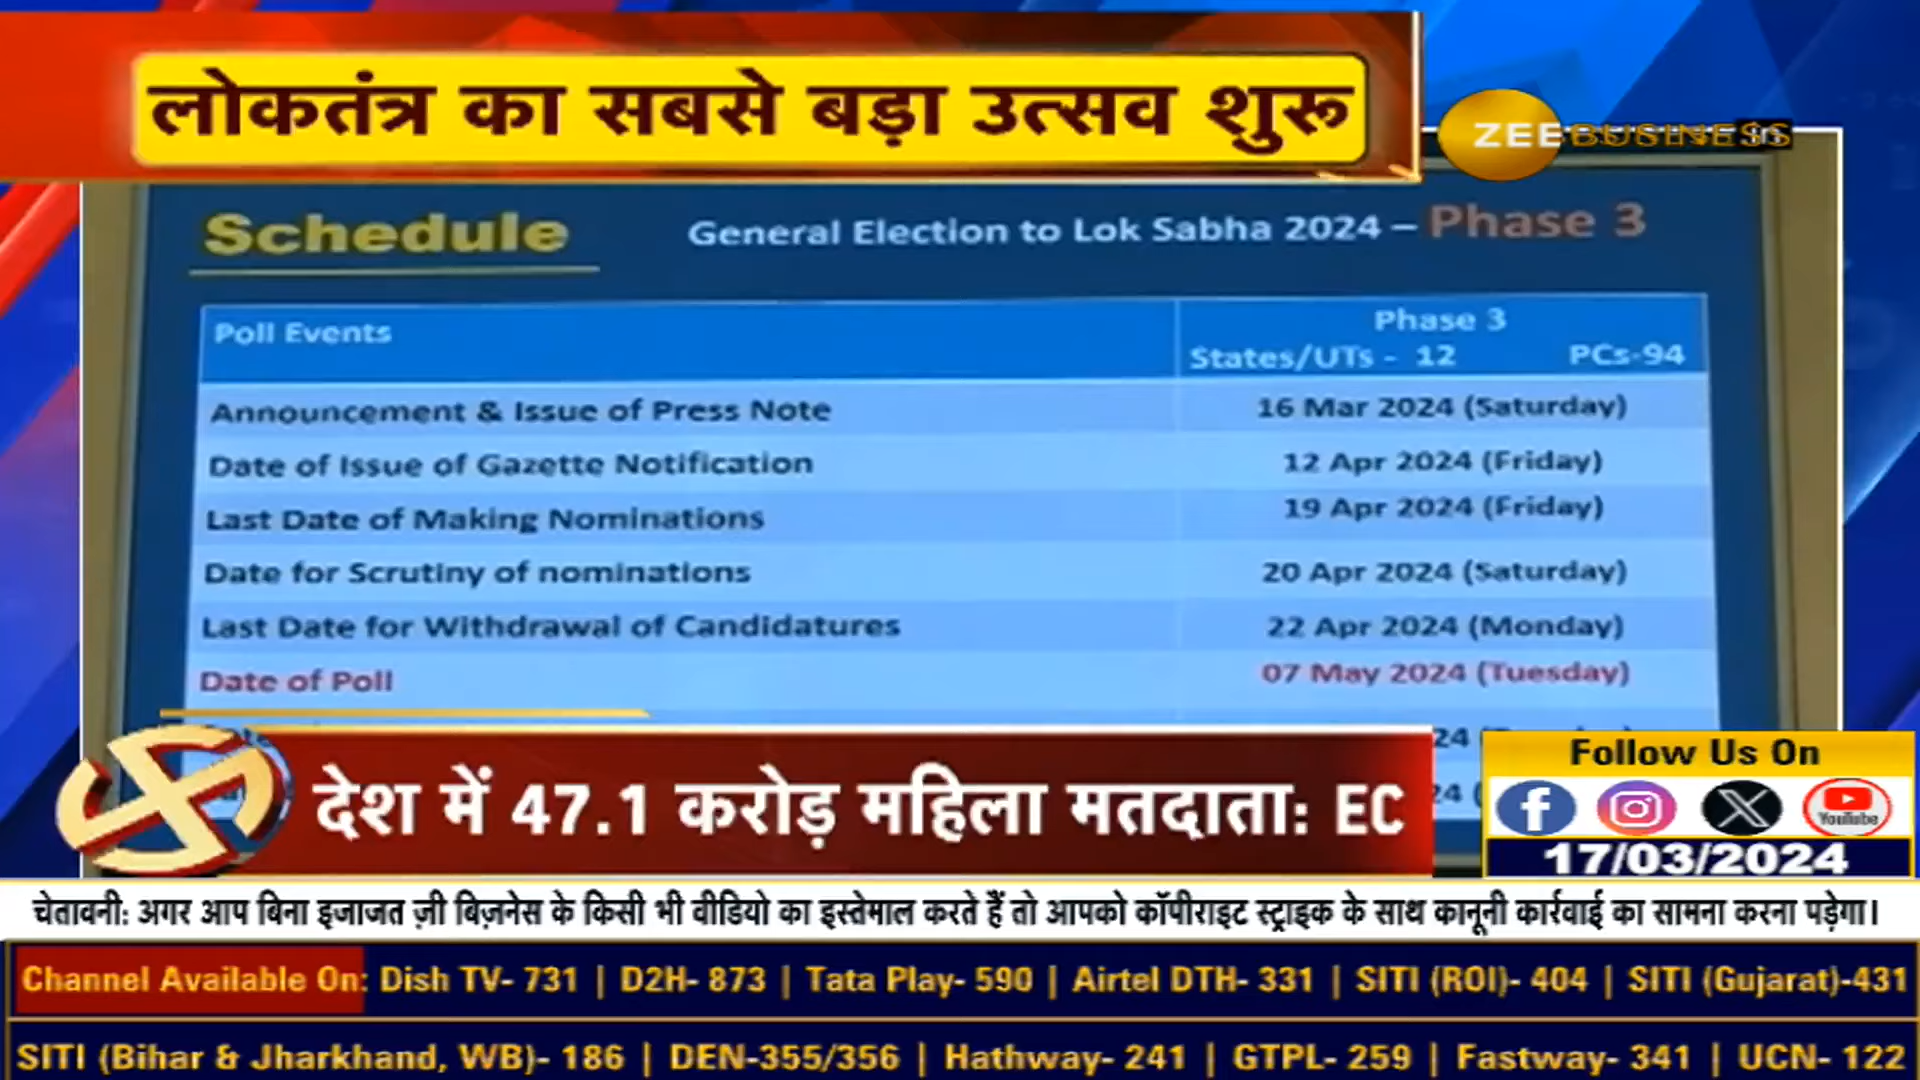 लोकतंत्र का सबसे बड़ा उत्सव शुरू
ZEE BUSINESS
Schedule
General Election to Lok Sabha 2024 – Phase 3
Poll Events
Phase 3
States/UTs - 12 PCs-94
Announcement & Issue of Press Note 16 Mar 2024 (Saturday)
Date of Issue of Gazette Notification 12 Apr 2024 (Friday)
Last Date of Making Nominations 19 Apr 2024 (Friday)
Date for Scrutiny of nominations 20 Apr 2024 (Saturday)
Last Date for Withdrawal of Candidatures 22 Apr 2024 (Monday)
Date of Poll 07 May 2024 (Tuesday)
देश में 47.1 करोड़ महिला मतदाता: EC
Follow Us On
YouTube
17/03/2024
चेतावनी: अगर आप बिना इजाजत ज़ी बिज़नेस के किसी भी वीडियो का इस्तेमाल करते हैं तो आपको कॉपीराइट स्ट्राइक के साथ कानूनी कार्रवाई का सामना करना पड़ेगा।
Channel Available On: Dish TV- 731 | D2H- 873 | Tata Play- 590 | Airtel DTH- 331 | SITI (ROI)- 404 | SITI (Gujarat)-431
SITI (Bihar & Jharkhand, WB)- 186 | DEN-355/356 | Hathway- 241 | GTPL- 259 | Fastway- 341 | UCN- 122